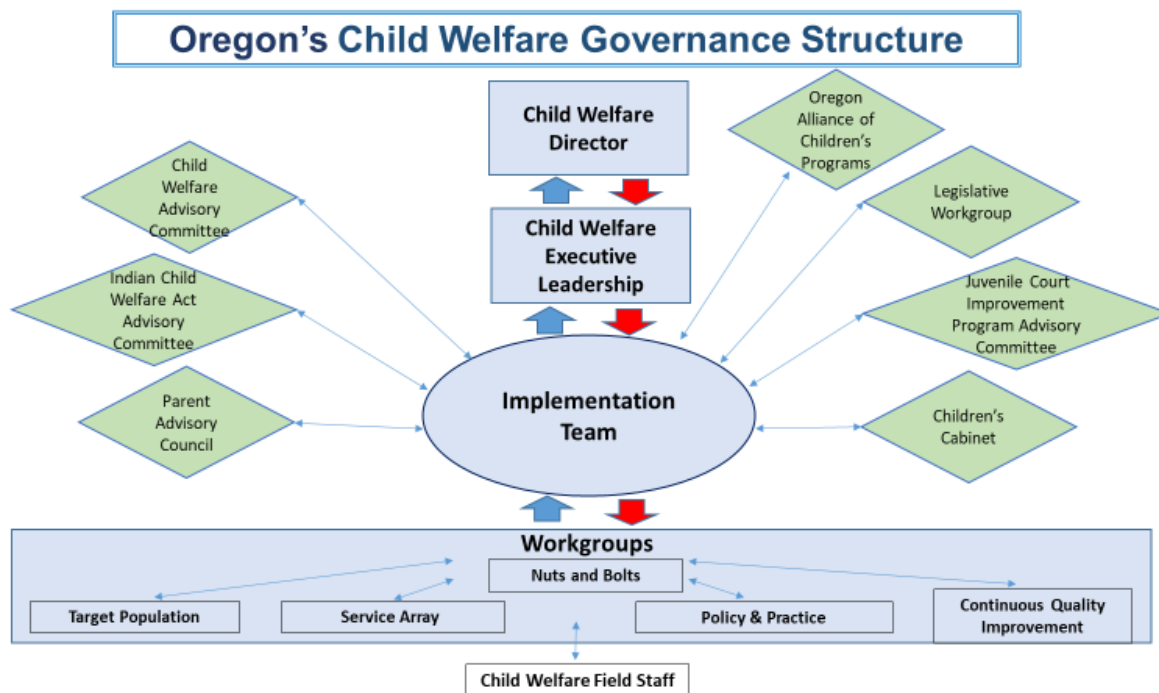 Oregon's Child Welfare Governance Structure
Child Welfare
Director
Oregon
Alliance of
Children's
Programs
Child
Welfare
Advisory
Committee
Legislative
Workgroup
Child Welfare
Executive
Leadership
Indian Child
Welfare Act
Advisory
Committee
Juvenile Court
Improvement
Program Advisory
Committee
Parent
Advisory
Council
Implementation
Team
Children's
Cabinet
Workgroups
Nuts and Bolts
Target Population
Service Array
Policy & Practice
Continuous Quality
Improvement
Child Welfare Field Staff